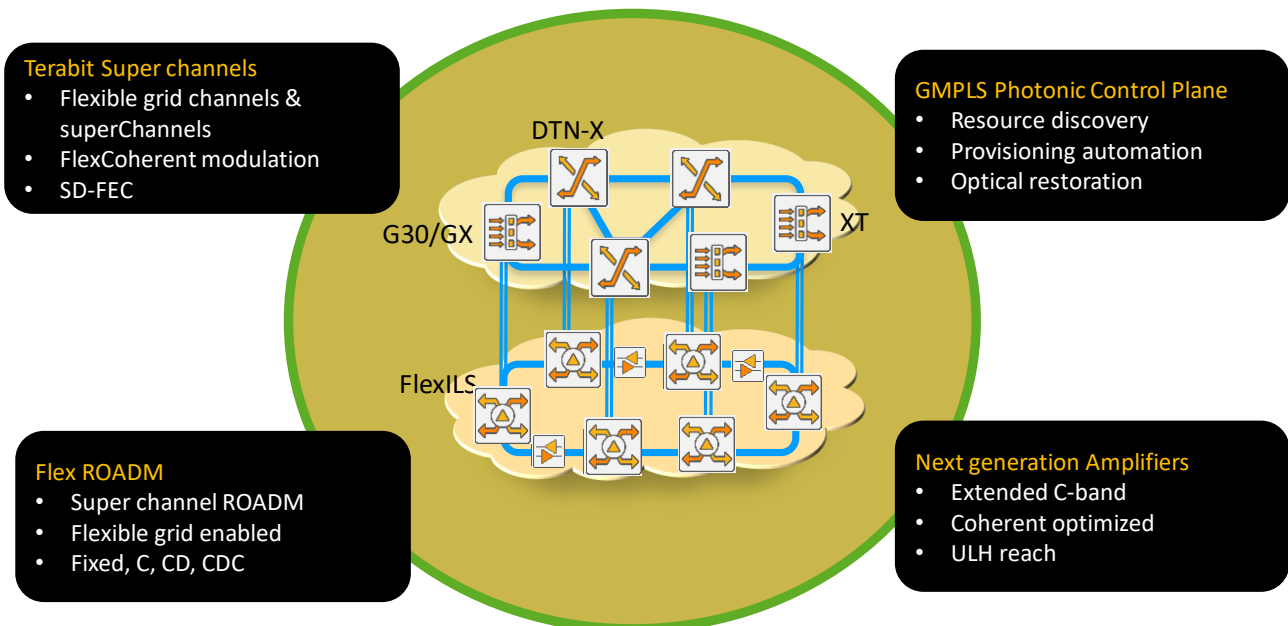 Terabit Super channels
• Flexible grid channels &
superChannels
• FlexCoherent modulation
• SD-FEC
GMPLS Photonic Control Plane
• Resource discovery
• Provisioning automation
• Optical restoration
DTN-X
G30/GX
XT
FlexILS
Flex ROADM
• Super channel ROADM
• Flexible grid enabled
• Fixed, C, CD, CDC
Next generation Amplifiers
• Extended C-band
• Coherent optimized
• ULH reach